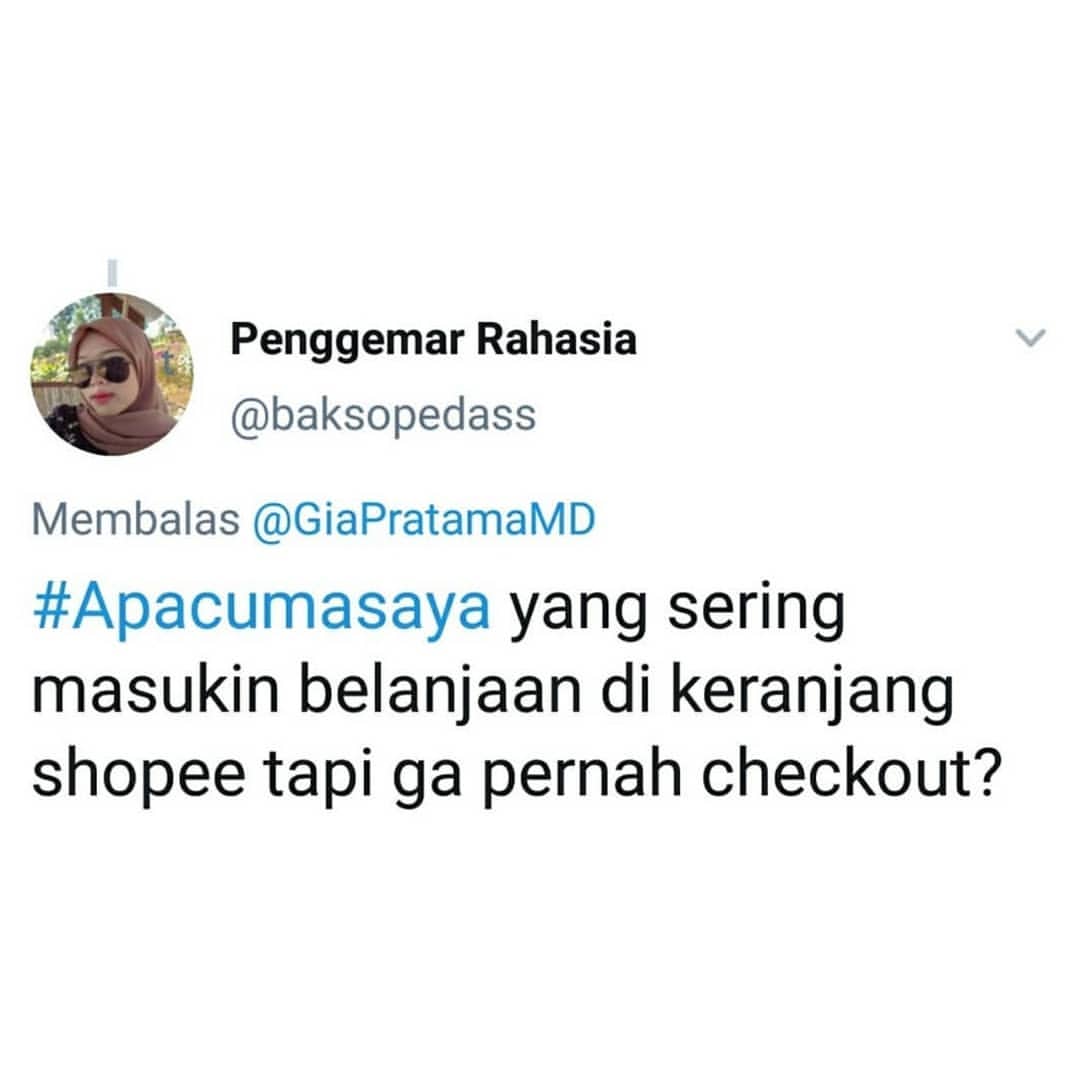 Penggemar Rahasia
@baksopedass
Membalas @GiaPratamaMD
#Apacumasaya yang sering
masukin belanjaan di keranjang
shopee tapi ga pernah checkout?